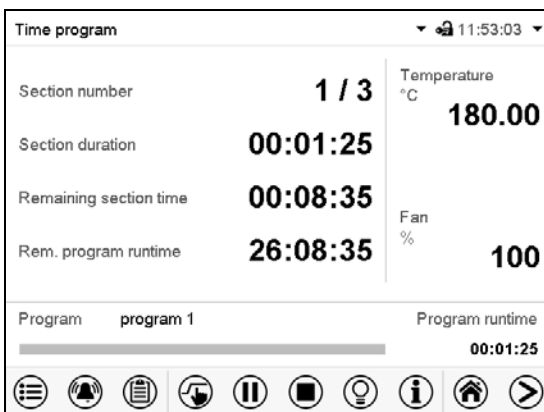 Time program 11:53:03
Section number 1 / 3
Section duration 00:01:25
Remaining section time 00:08:35
Rem. program runtime 26:08:35
Temperature
°C
180.00
Fan
%
100
Program program 1 Program runtime
00:01:25